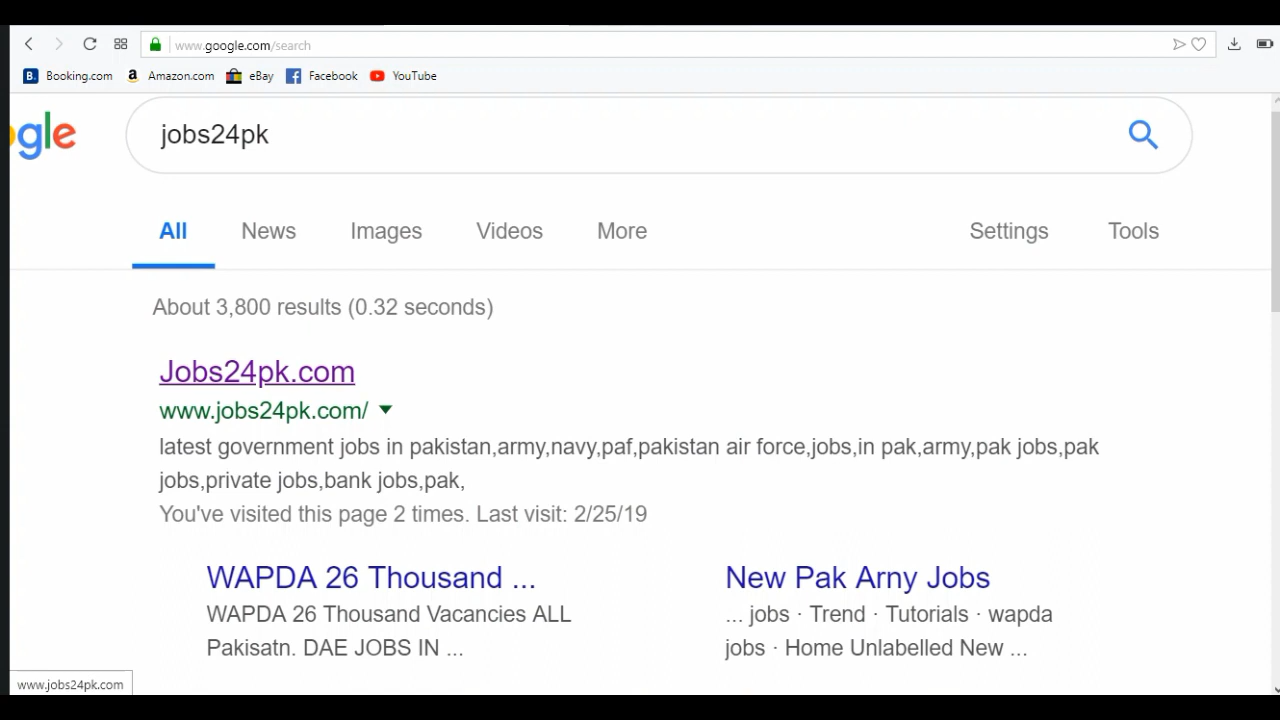 www.google.com/search
B. Booking.com a Amazon.com eBay Facebook YouTube
gle jobs24pk
All News Images Videos More Settings Tools
About 3,800 results (0.32 seconds)
Jobs24pk.com
www.jobs24pk.com/
latest government jobs in pakistan,army,navy,paf,pakistan air force,jobs,in pak,army,pak jobs,pak
jobs,private jobs,bank jobs,pak,
You've visited this page 2 times. Last visit: 2/25/19
WAPDA 26 Thousand ...
WAPDA 26 Thousand Vacancies ALL
Pakisatn. DAE JOBS IN ...
New Pak Arny Jobs
... jobs · Trend · Tutorials · wapda
jobs · Home Unlabelled New ...
www.jobs24pk.com